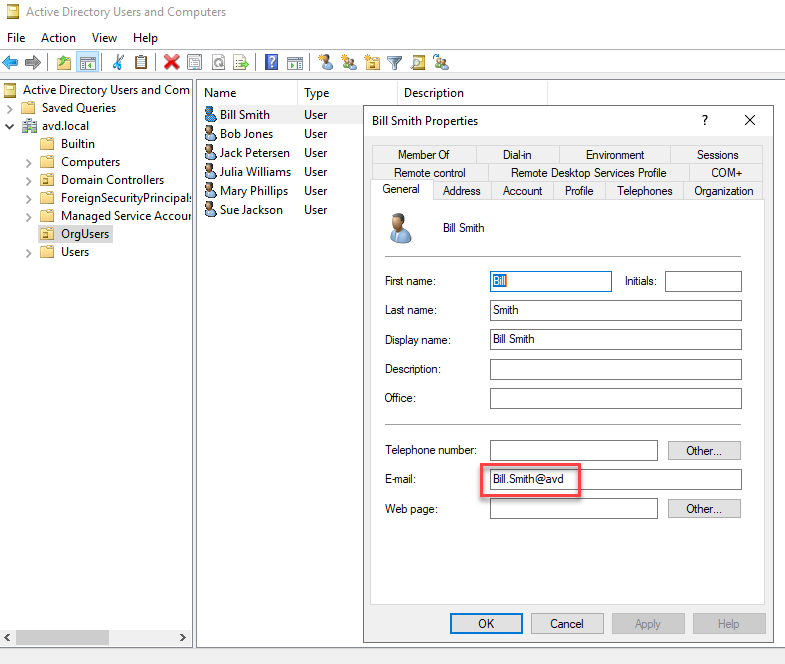 Active Directory Users and Computers
File Action View Help
Active Directory Users and Com
Saved Queries
avd.local
Builtin
Computers
Domain Controllers
ForeignSecurityPrincipals
Managed Service Accour
OrgUsers
Users
Name Type Description
Bill Smith User
Bob Jones User
Jack Petersen User
Julia Williams User
Mary Phillips User
Sue Jackson User
Bill Smith Properties ?
Member Of Dial-in Environment Sessions
Remote control Remote Desktop Services Profile COM+
General Address Account Profile Telephones Organization
Bill Smith
First name: Bill Initials:
Last name: Smith
Display name: Bill Smith
Description:
Office:
Telephone number: Other...
E-mail: Bill.Smith@avd
Web page: Other...
OK Cancel Apply Help